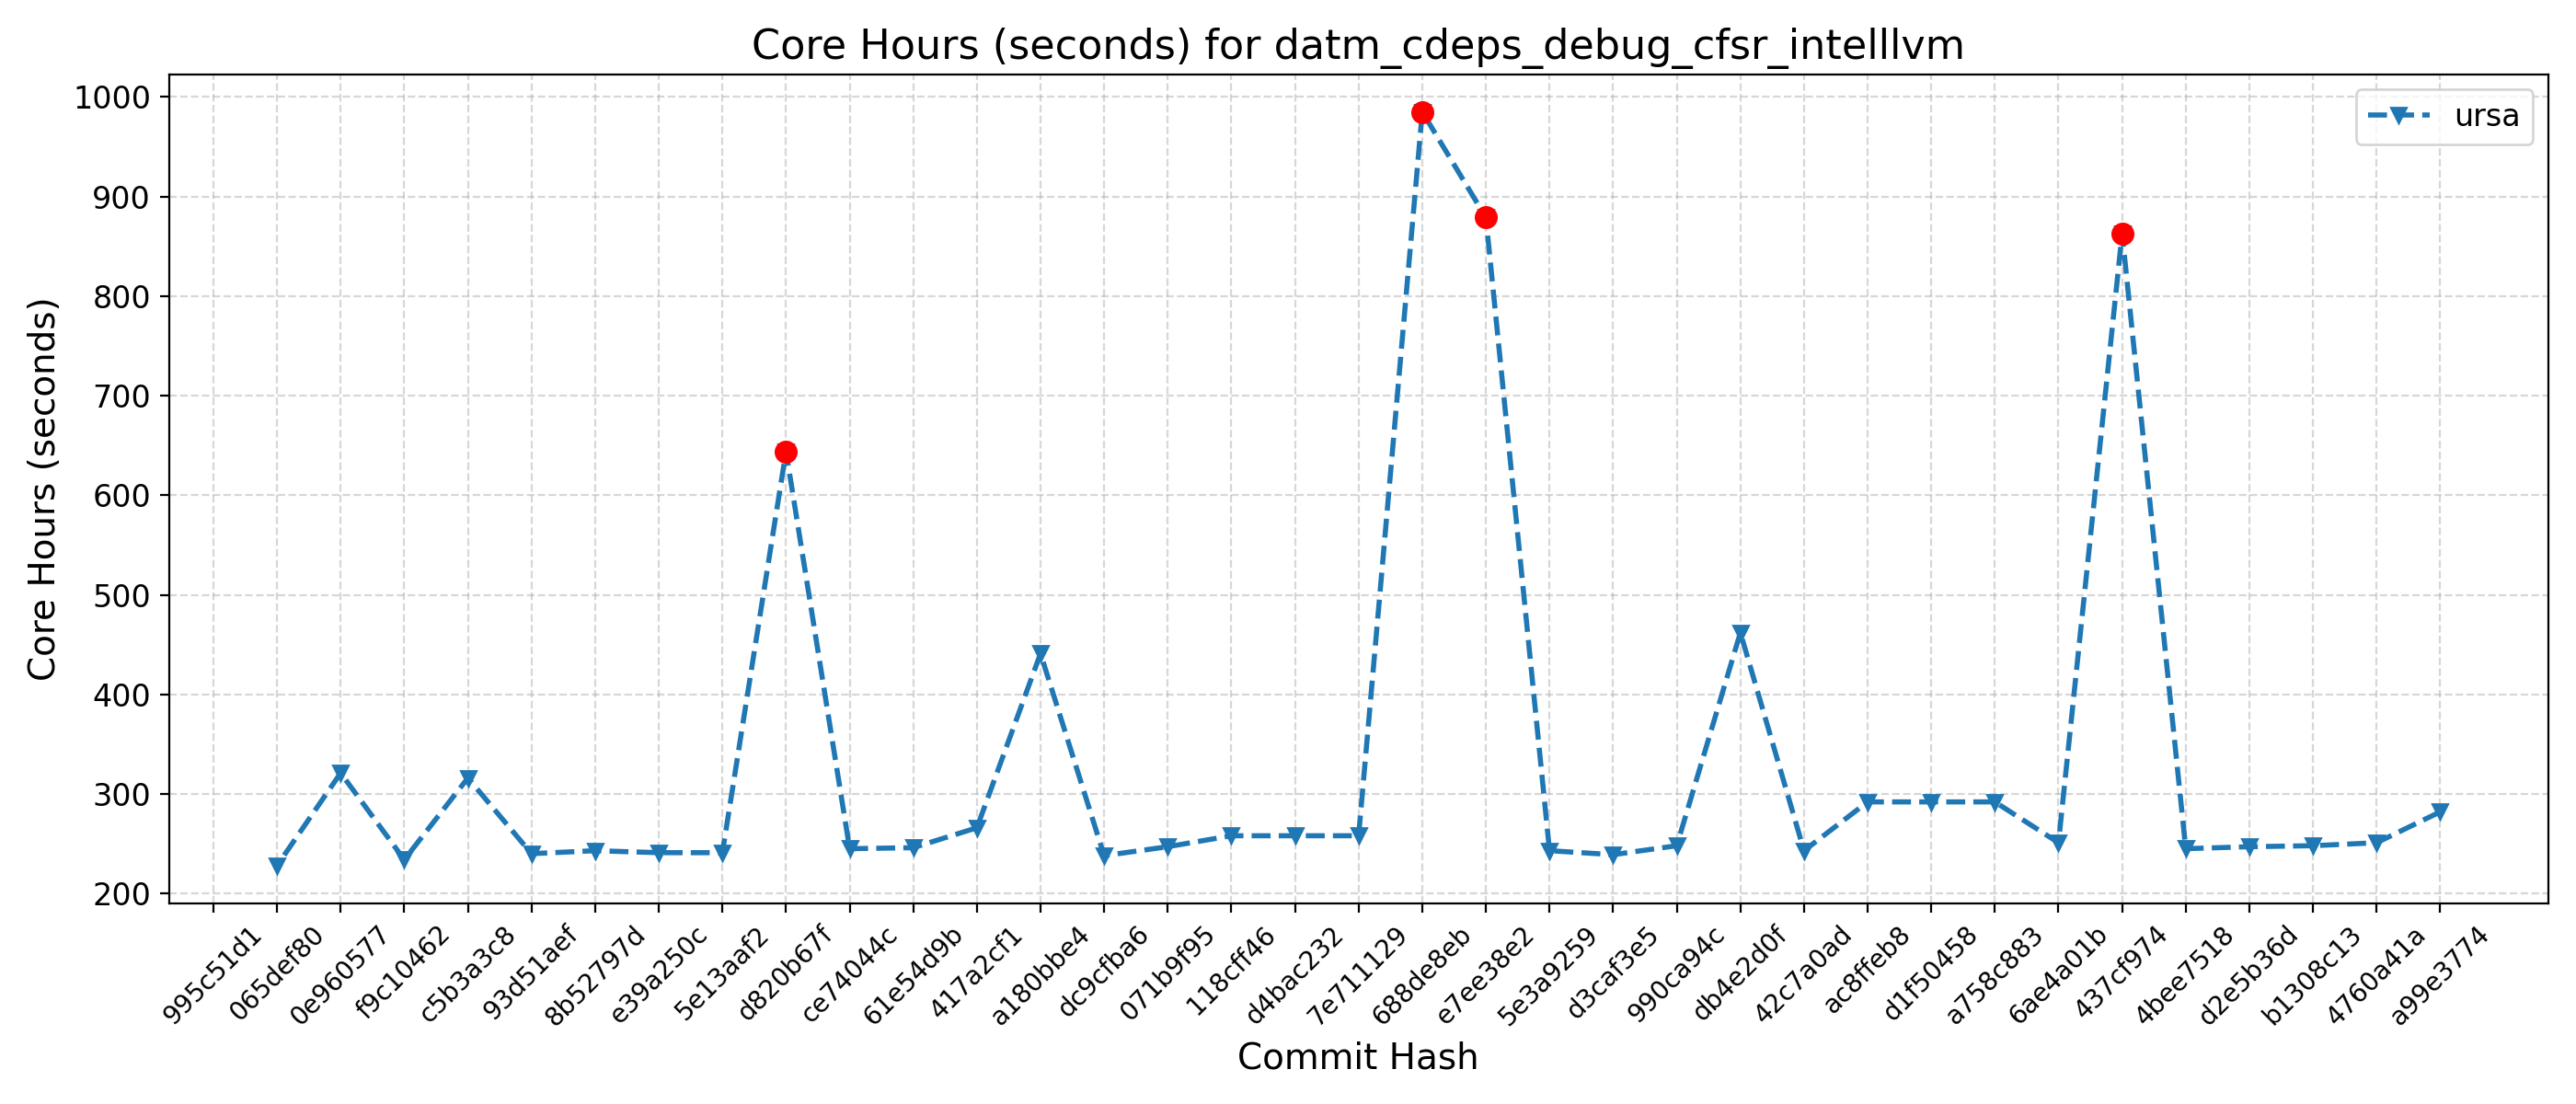 Core Hours (seconds) for datm_cdeps_debug_cfsr_intelllvm
ursa
Core Hours (seconds)
1000
900
800
700
600
500
400
300
200
995c51d1
065def80
0e960577
f9c10462
c5b3a3c8
93d51aef
8b52797d
e39a250c
5e13aaf2
d820b67f
ce74044c
61e54d9b
417a2cf1
a180bbe4
dc9cfba6
071b9f95
118cff46
d4bac232
7e711129
688de8eb
e7ee38e2
5e3a9259
d3caf3e5
990ca94c
db4e2d0f
42c7a0ad
ac8ffeb8
d1f50458
a758c883
6ae4a01b
437cf974
4bee7518
d2e5b36d
b1308c13
4760a41a
a99e3774
Commit Hash